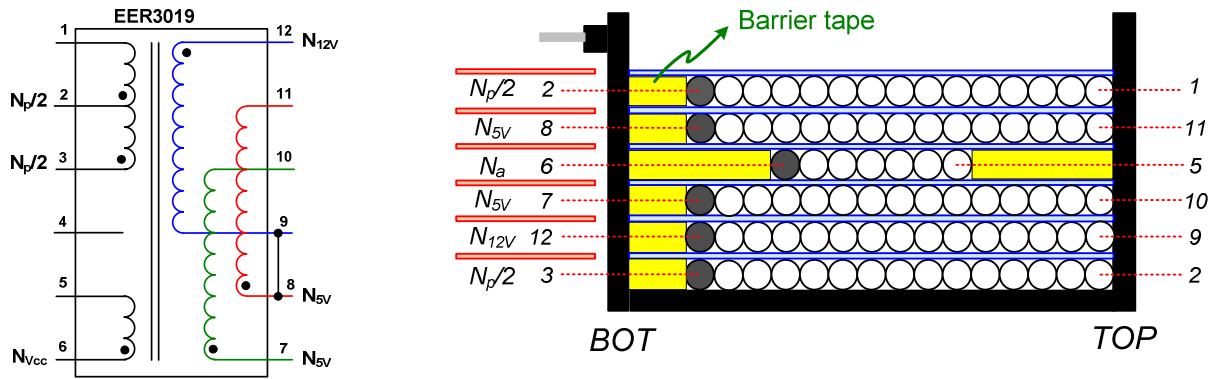 EER3019
1 12 N12V
11
Np/2 2
10
Np/2 3
4 9
5 8 N5V
6 7
NVcc N5V
Barrier tape
Np/2 2 1
N5V 8 11
Na 6 5
N5V 7 10
N12V 12 9
Np/2 3 2
BOT TOP